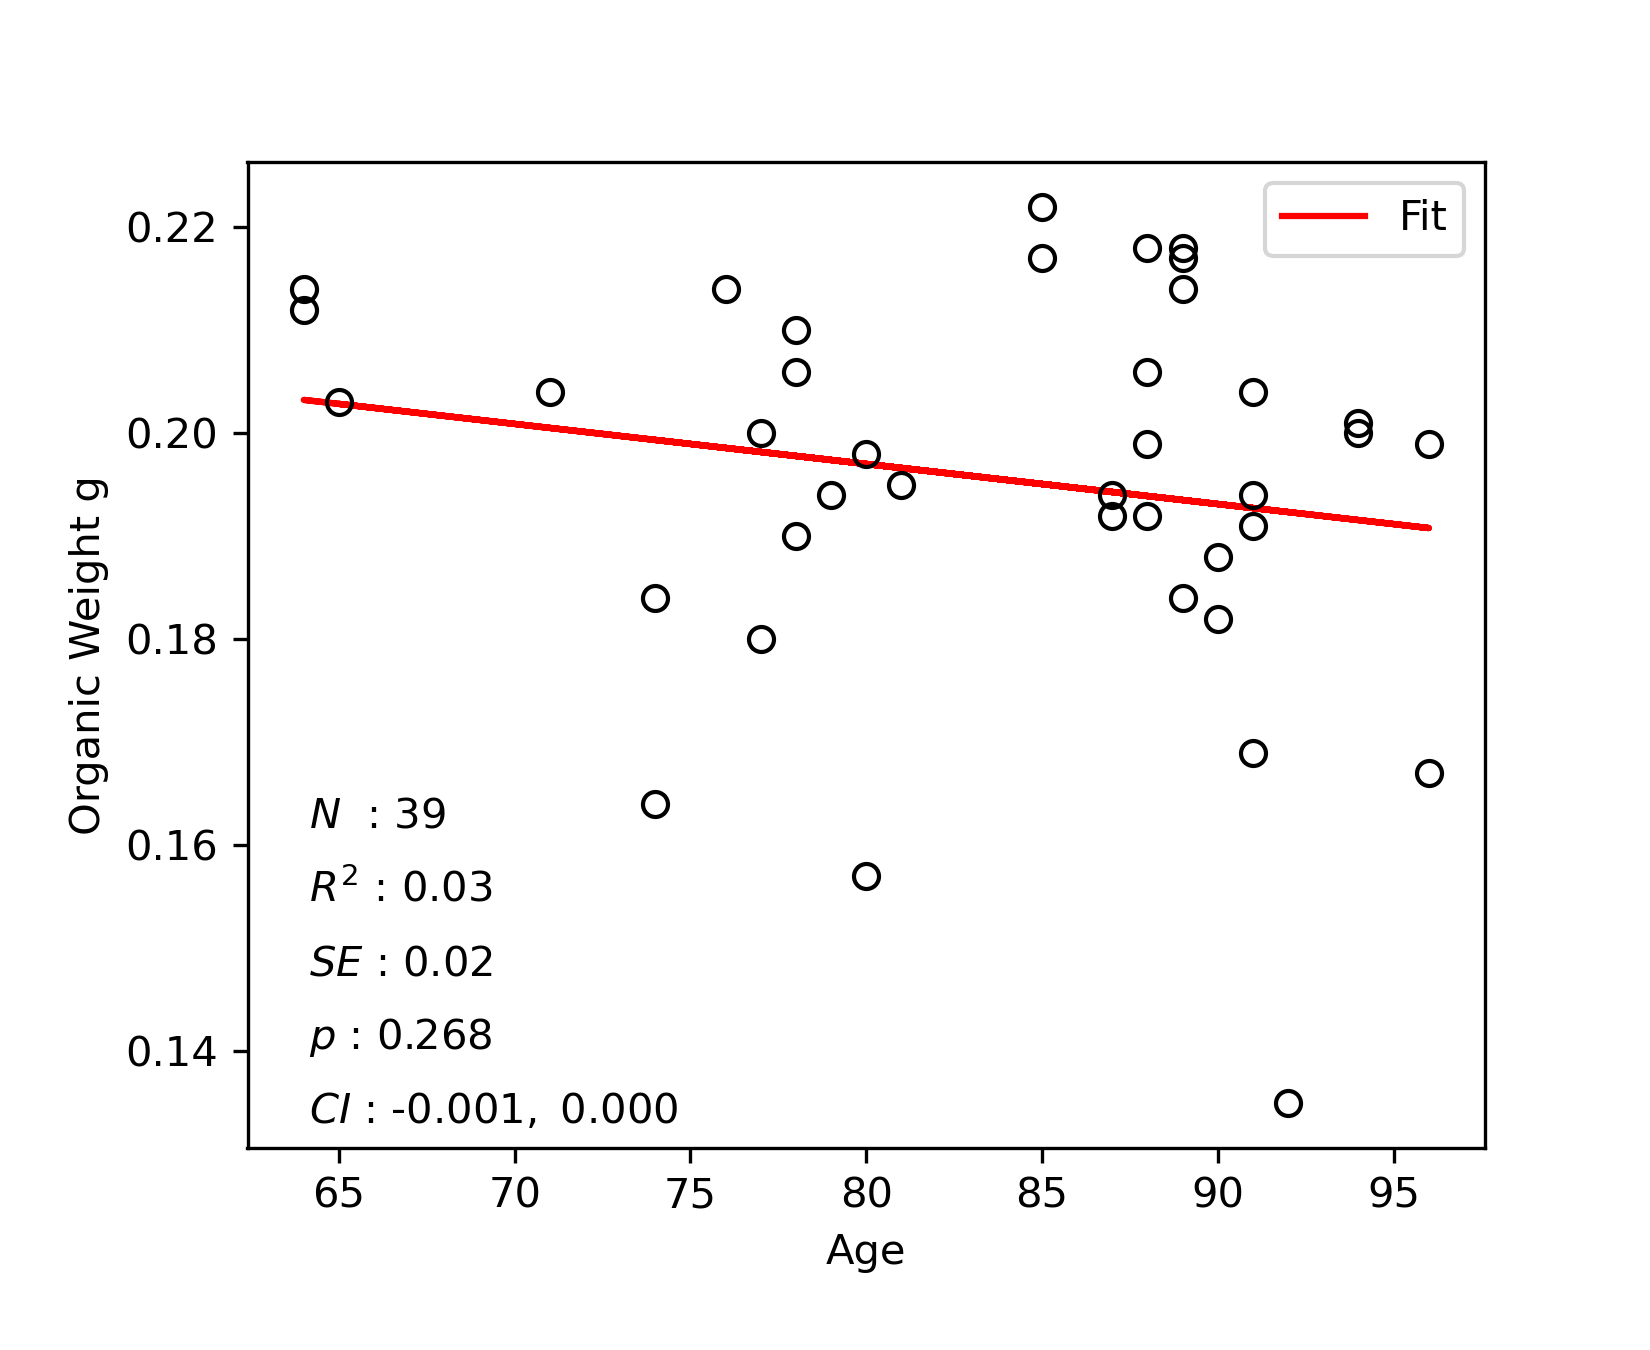 Fit
0.22
0.20
0.18
0.16
0.14
Organic Weight g
N : 39
R² : 0.03
SE : 0.02
p : 0.268
CI : -0.001, 0.000
65 70 75 80 85 90 95
Age